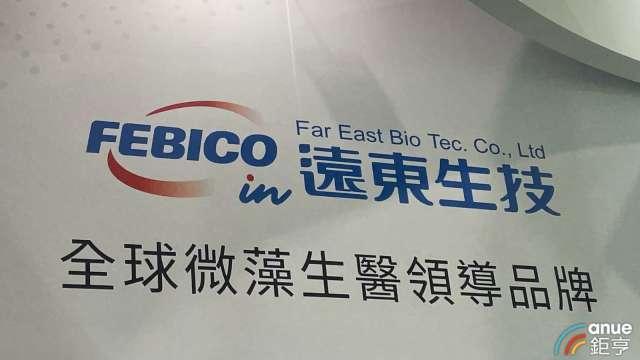 FEBICO
Far East Bio Tec. Co., Ltd
in 遠東生技
全球微藻生醫領導品牌
anue
鉅亨